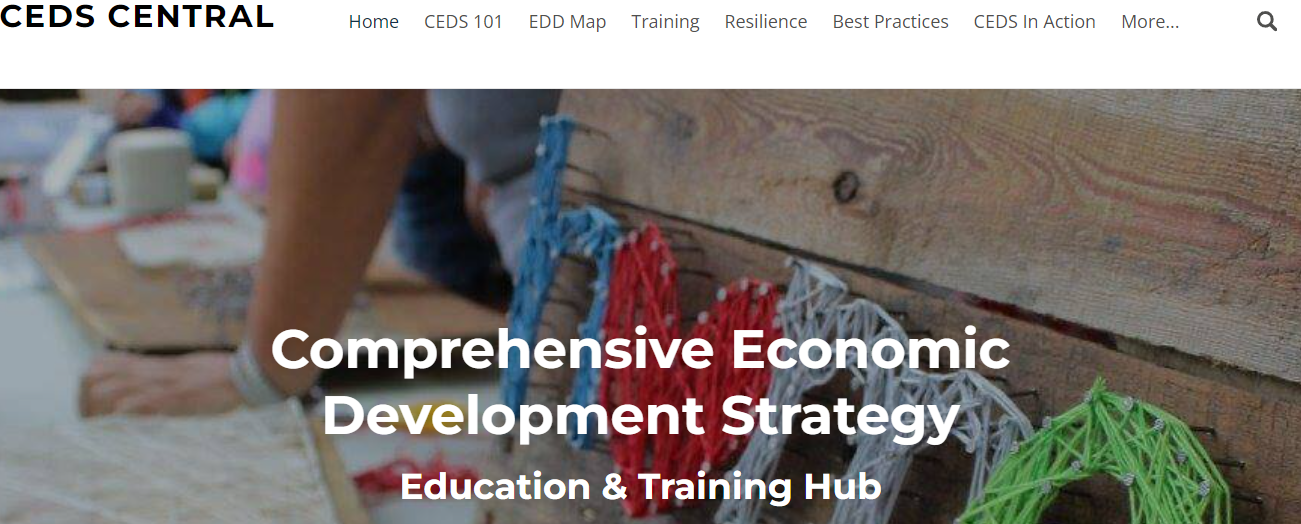 CEDS CENTRAL
Home CEDS 101 EDD Map Training Resilience Best Practices CEDS In Action More...
Comprehensive Economic
Development Strategy
Education & Training Hub